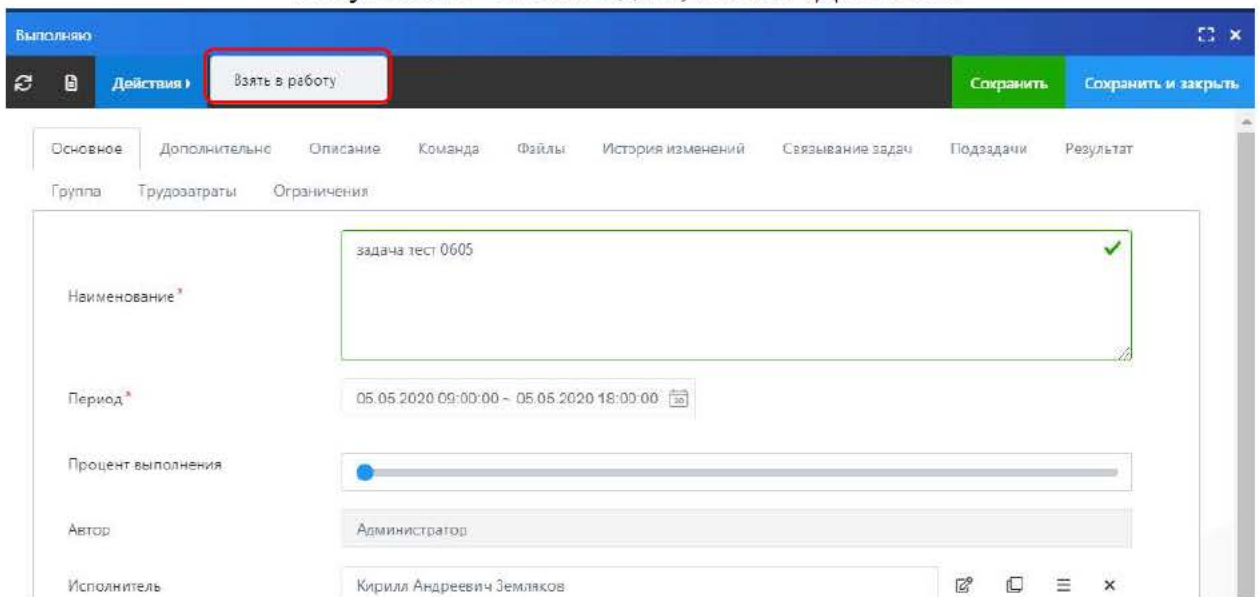 Выполняю
Действия
Взять в работу
Сохранить
Сохранить и закрыть
Основное Дополнительно Описание Команда Файлы История изменений Связывание задач Подзадачи Результат
Группа Трудозатраты Ограничения
Наименование*
задача тест 0605
Период*
05.05.2020 09:00:00 ~ 05.05.2020 18:00:00
Процент выполнения
Автор
Администратор
Исполнитель
Кирилл Андреевич Земляков